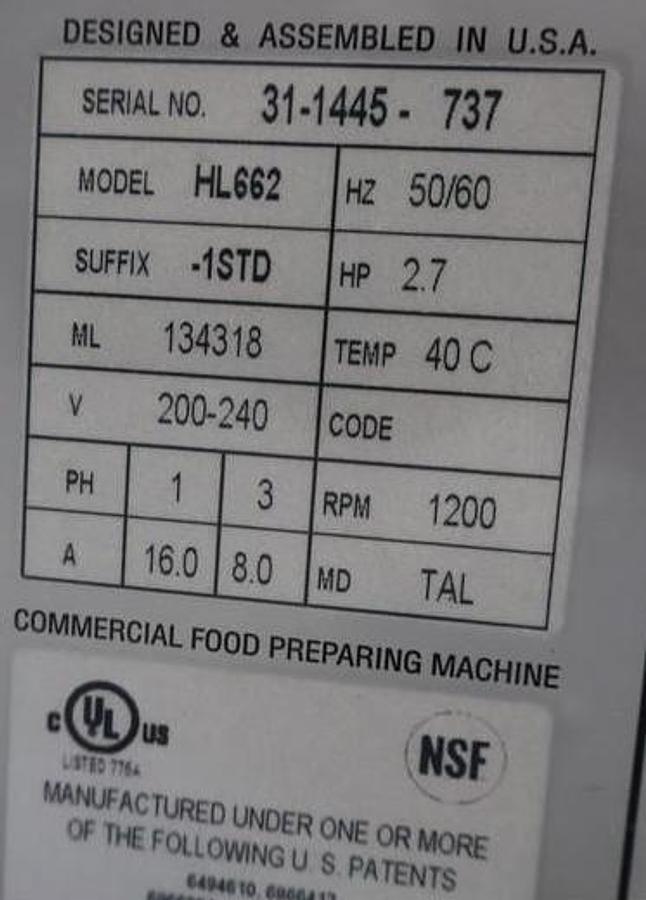 DESIGNED & ASSEMBLED IN U.S.A.
SERIAL NO. 31-1445 - 737
MODEL HL662 HZ 50/60
SUFFIX -1STD HP 2.7
ML 134318 TEMP 40 C
V 200-240 CODE
PH 1 3 RPM 1200
A 16.0 8.0 MD TAL
COMMERCIAL FOOD PREPARING MACHINE
C UL US NSF
LISTED 776A
MANUFACTURED UNDER ONE OR MORE
OF THE FOLLOWING U S. PATENTS
6494610, 6966413